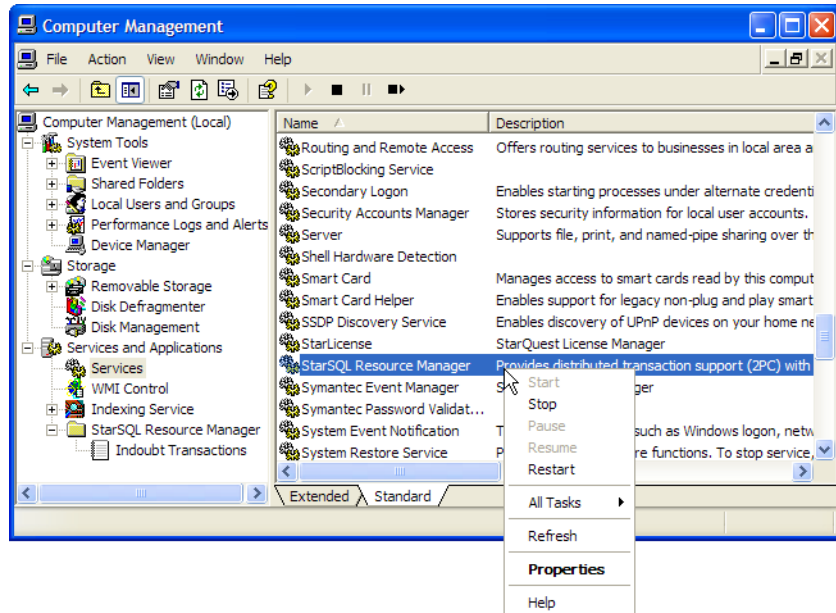 Computer Management
File Action View Window Help
Computer Management (Local)
System Tools
Event Viewer
Shared Folders
Local Users and Groups
Performance Logs and Alerts
Device Manager
Storage
Removable Storage
Disk Defragmenter
Disk Management
Services and Applications
Services
WMI Control
Indexing Service
StarSQL Resource Manager
Indoubt Transactions
Name Description
Routing and Remote Access Offers routing services to businesses in local area a
ScriptBlocking Service
Secondary Logon Enables starting processes under alternate credenti
Security Accounts Manager Stores security information for local user accounts.
Server Supports file, print, and named-pipe sharing over th
Shell Hardware Detection
Smart Card Manages access to smart cards read by this comput
Smart Card Helper Enables support for legacy non-plug and play smart
SSDP Discovery Service Enables discovery of UPnP devices on your home ne
StarLicense StarQuest License Manager
StarSQL Resource Manager Provides distributed transaction support (2PC) with
Symantec Event Manager S ger
Symantec Password Validat...
System Event Notification T such as Windows logon, netw
System Restore Service P re functions. To stop service,
Extended Standard
Start
Stop
Pause
Resume
Restart
All Tasks
Refresh
Properties
Help